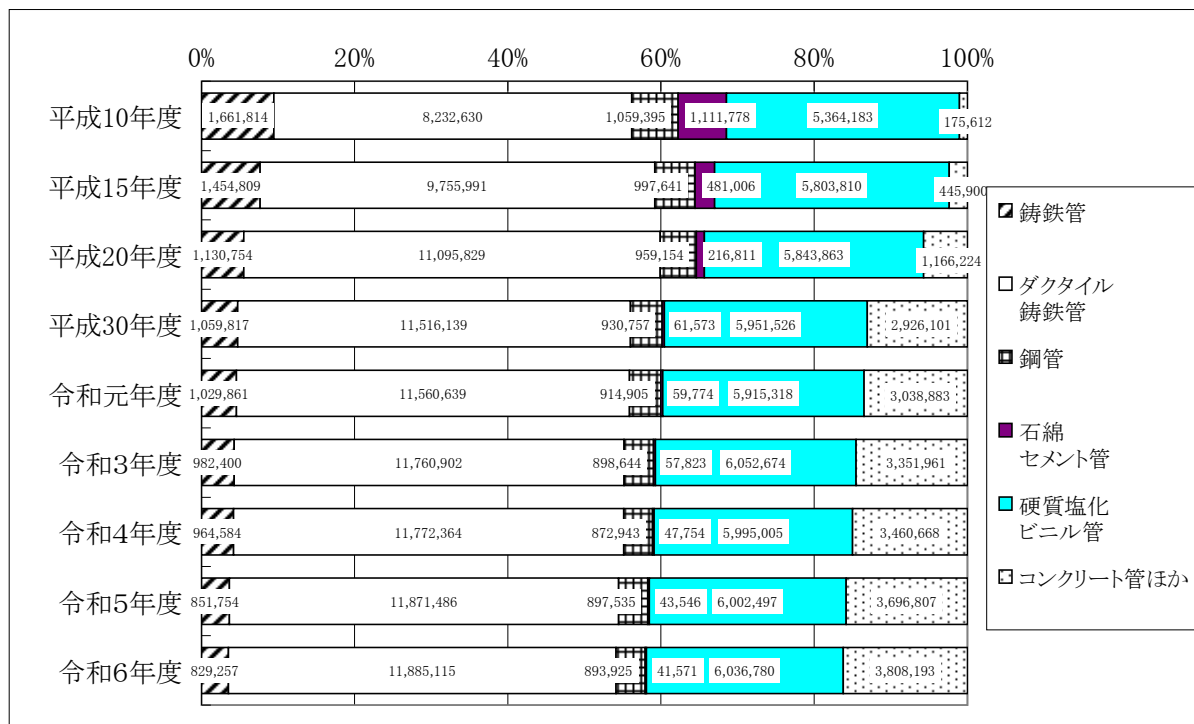 0% 20% 40% 60% 80% 100%
平成10年度 1,661,814 8,232,630 1,059,395 1,111,778 5,364,183 175,612
平成15年度 1,454,809 9,755,991 997,641 481,006 5,803,810 445,900
平成20年度 1,130,754 11,095,829 959,154 216,811 5,843,863 1,166,224
平成30年度 1,059,817 11,516,139 930,757 61,573 5,951,526 2,926,101
令和元年度 1,029,861 11,560,639 914,905 59,774 5,915,318 3,038,883
令和3年度 982,400 11,760,902 898,644 57,823 6,052,674 3,351,961
令和4年度 964,584 11,772,364 872,943 47,754 5,995,005 3,460,668
令和5年度 851,754 11,871,486 897,535 43,546 6,002,497 3,696,807
令和6年度 829,257 11,885,115 893,925 41,571 6,036,780 3,808,193
鋳鉄管
ダクタイル
鋳鉄管
鋼管
石綿
セメント管
硬質塩化
ビニル管
コンクリート管ほか